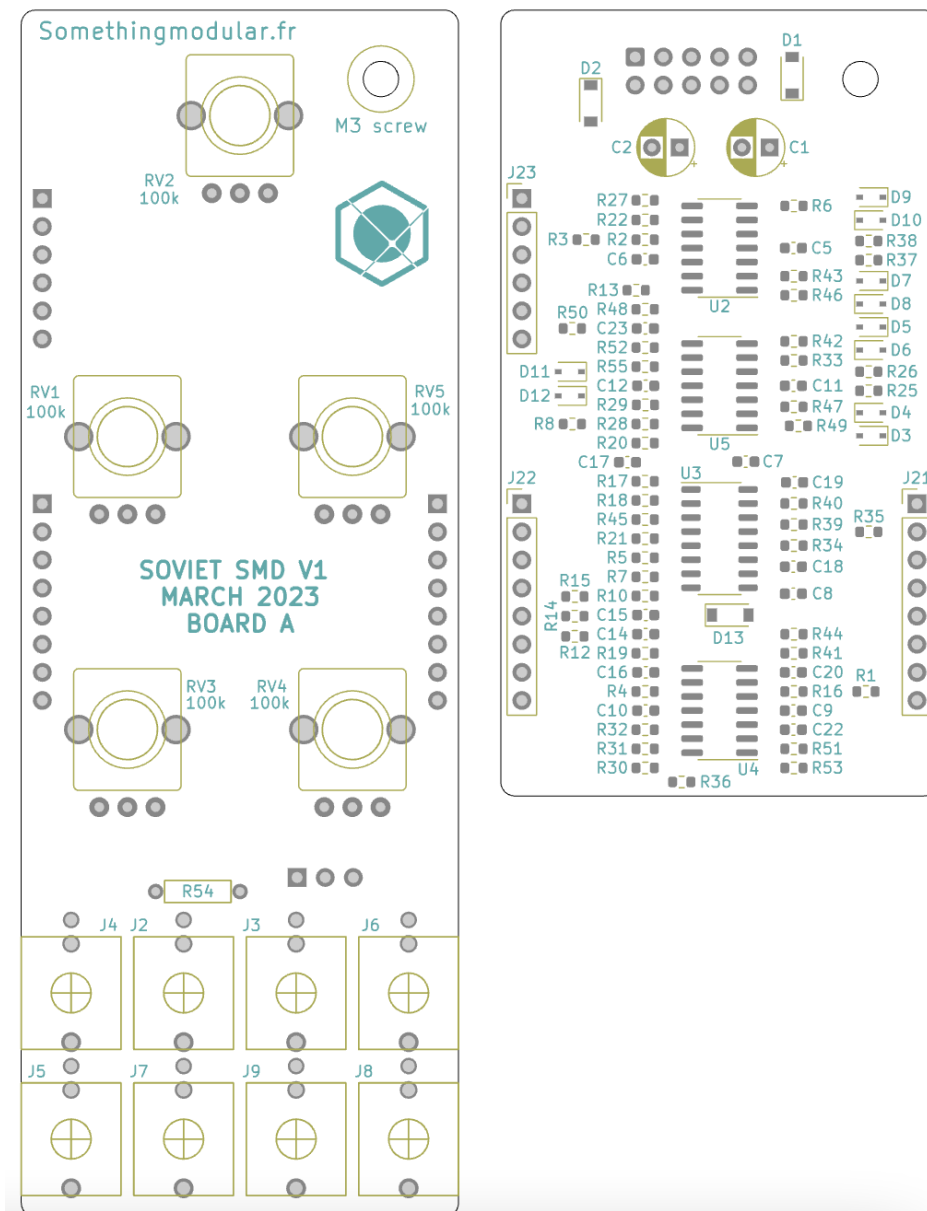 Somethingmodular.fr
M3 screw
RV2
100k
RV1
100k
RV5
100k
SOVIET SMD V1
MARCH 2023
BOARD A
RV3
100k
RV4
100k
R54
J4
J2
J3
J6
J5
J7
J9
J8
D1
D2
C2
+
C1
+
J23
R27
R22
R3
R2
C6
R13
R48
R50
C23
R52
R55
D11
C12
D12
R29
R8
R28
R20
C17
R17
R18
R45
R21
R5
R7
R15
R10
R14
C15
C14
R12
R19
C16
R4
C10
R32
R31
R30
R36
J22
U2
U5
U3
C7
D13
U4
R6
C5
R43
R46
R42
R33
C11
R47
R49
C19
R40
R39
R34
C18
C8
R44
R41
C20
R16
C9
C22
R51
R53
D9
D10
R38
R37
D7
D8
D5
D6
R26
R25
D4
D3
J21
R35
R1